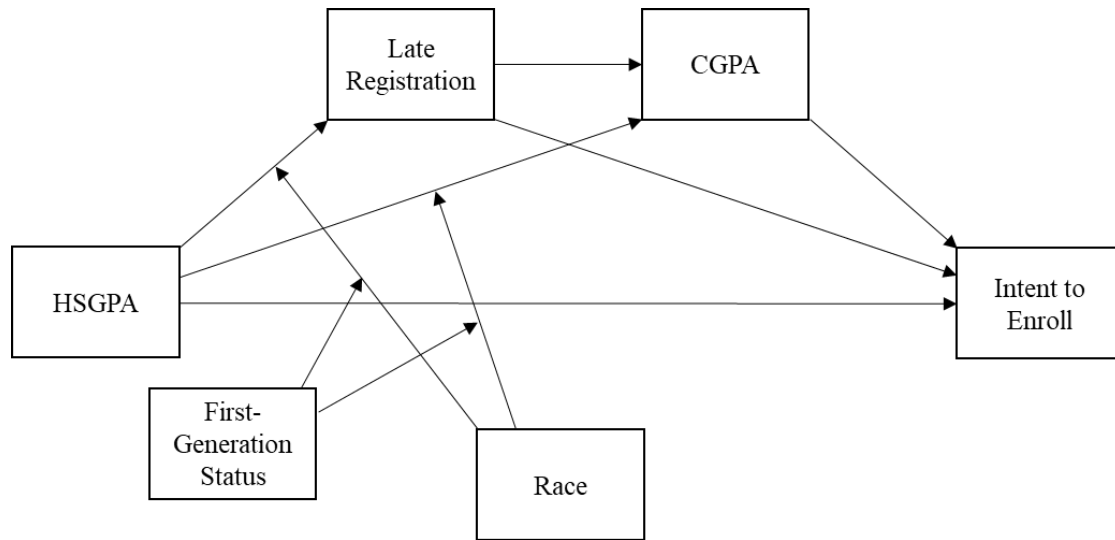 Late
Registration
CGPA
HSGPA
Intent to
Enroll
First-
Generation
Status
Race